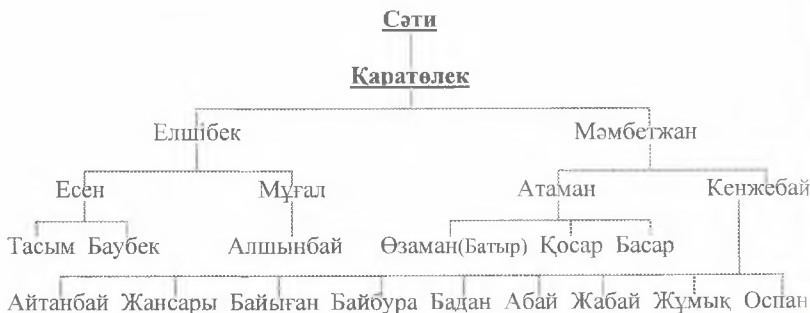 Сәти
Қаратөлек
Елшібек Мәмбетжан
Есен Мұғал Атаман Кенжебай
Тасым Баубек Алшынбай Өзаман(Батыр) Қосар Басар
Айтанбай Жансары Байыған Байбура Бадан Абай Жабай Жұмық Оспан